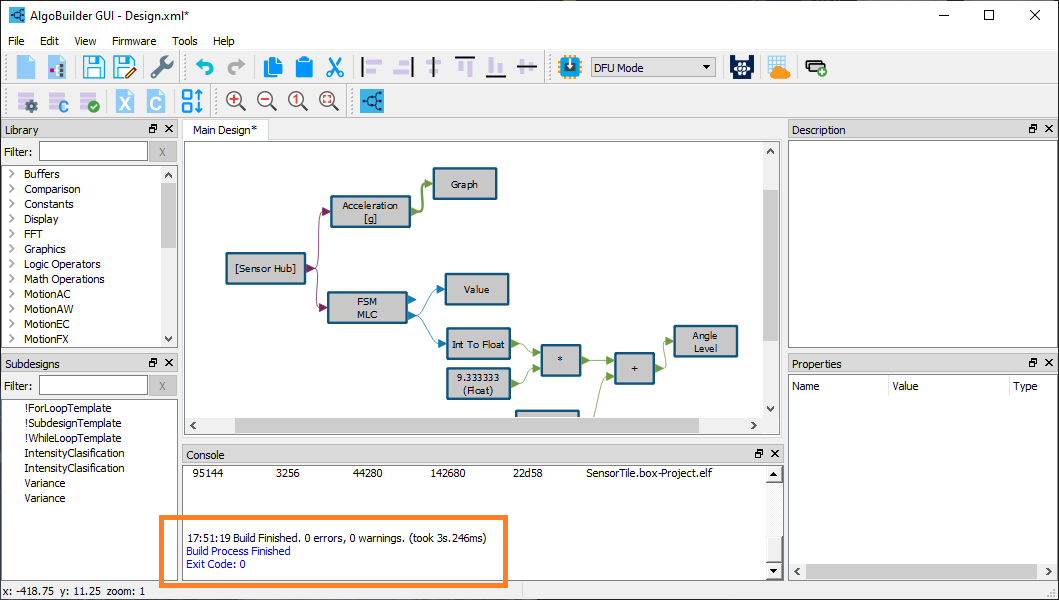 AlgoBuilder GUI - Design.xml*
File Edit View Firmware Tools Help
DFU Mode
Library
Filter:
X
Buffers
Comparison
Constants
Display
FFT
Graphics
Logic Operators
Math Operations
MotionAC
MotionAW
MotionEC
MotionFX
Subdesigns
Filter:
X
!ForLoopTemplate
!SubdesignTemplate
!WhileLoopTemplate
IntensityClasification
IntensityClasification
Variance
Variance
Main Design*
Graph
Acceleration
[g]
[Sensor Hub]
FSM
MLC
Value
Int To Float
9.333333
(Float)
*
+
Angle
Level
Console
95144 3256 44280 142680 22d58 SensorTile.box-Project.elf
17:51:19 Build Finished. 0 errors, 0 warnings. (took 3s.246ms)
Build Process Finished
Exit Code: 0
Description
Properties
Name Value Type
x: -418.75 y: 11.25 zoom: 1